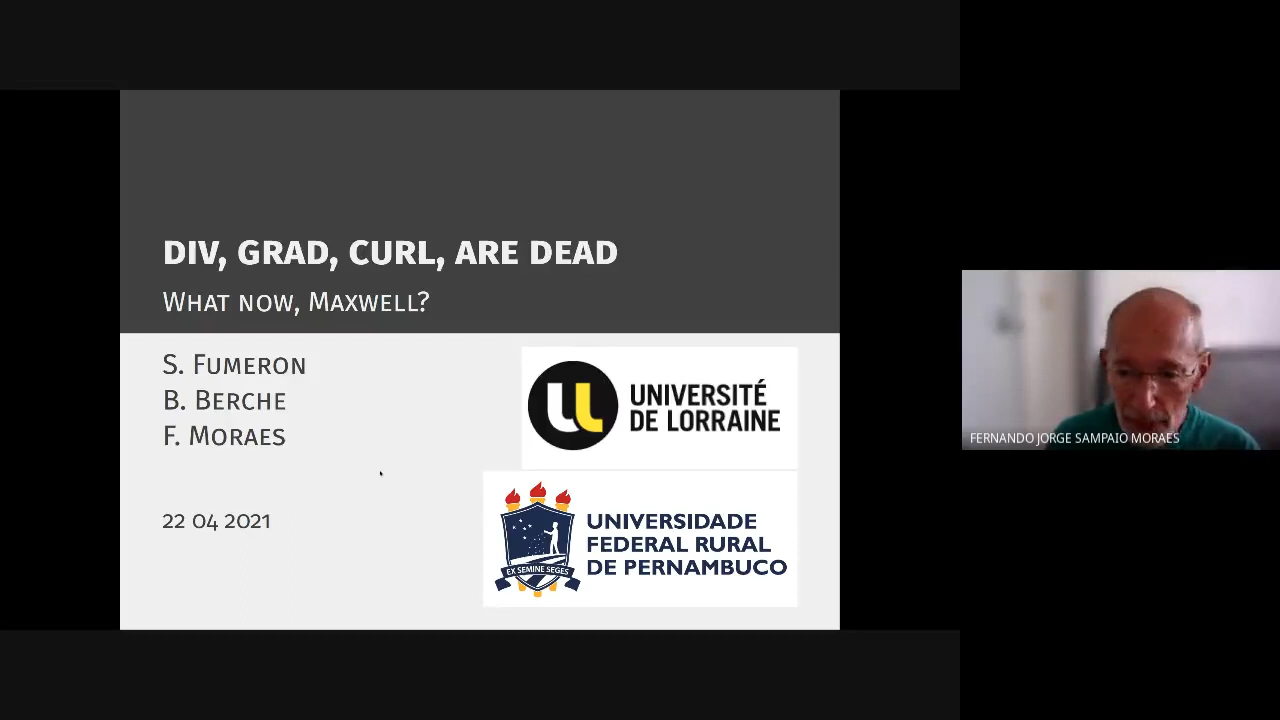 DIV, GRAD, CURL, ARE DEAD
WHAT NOW, MAXWELL?
S. FUMERON
B. BERCHE
F. MORAES
22 04 2021
UL UNIVERSITÉ
DE LORRAINE
EX SEMINE SEGES
UNIVERSIDADE
FEDERAL RURAL
DE PERNAMBUCO
FERNANDO JORGE SAMPAIO MORAES